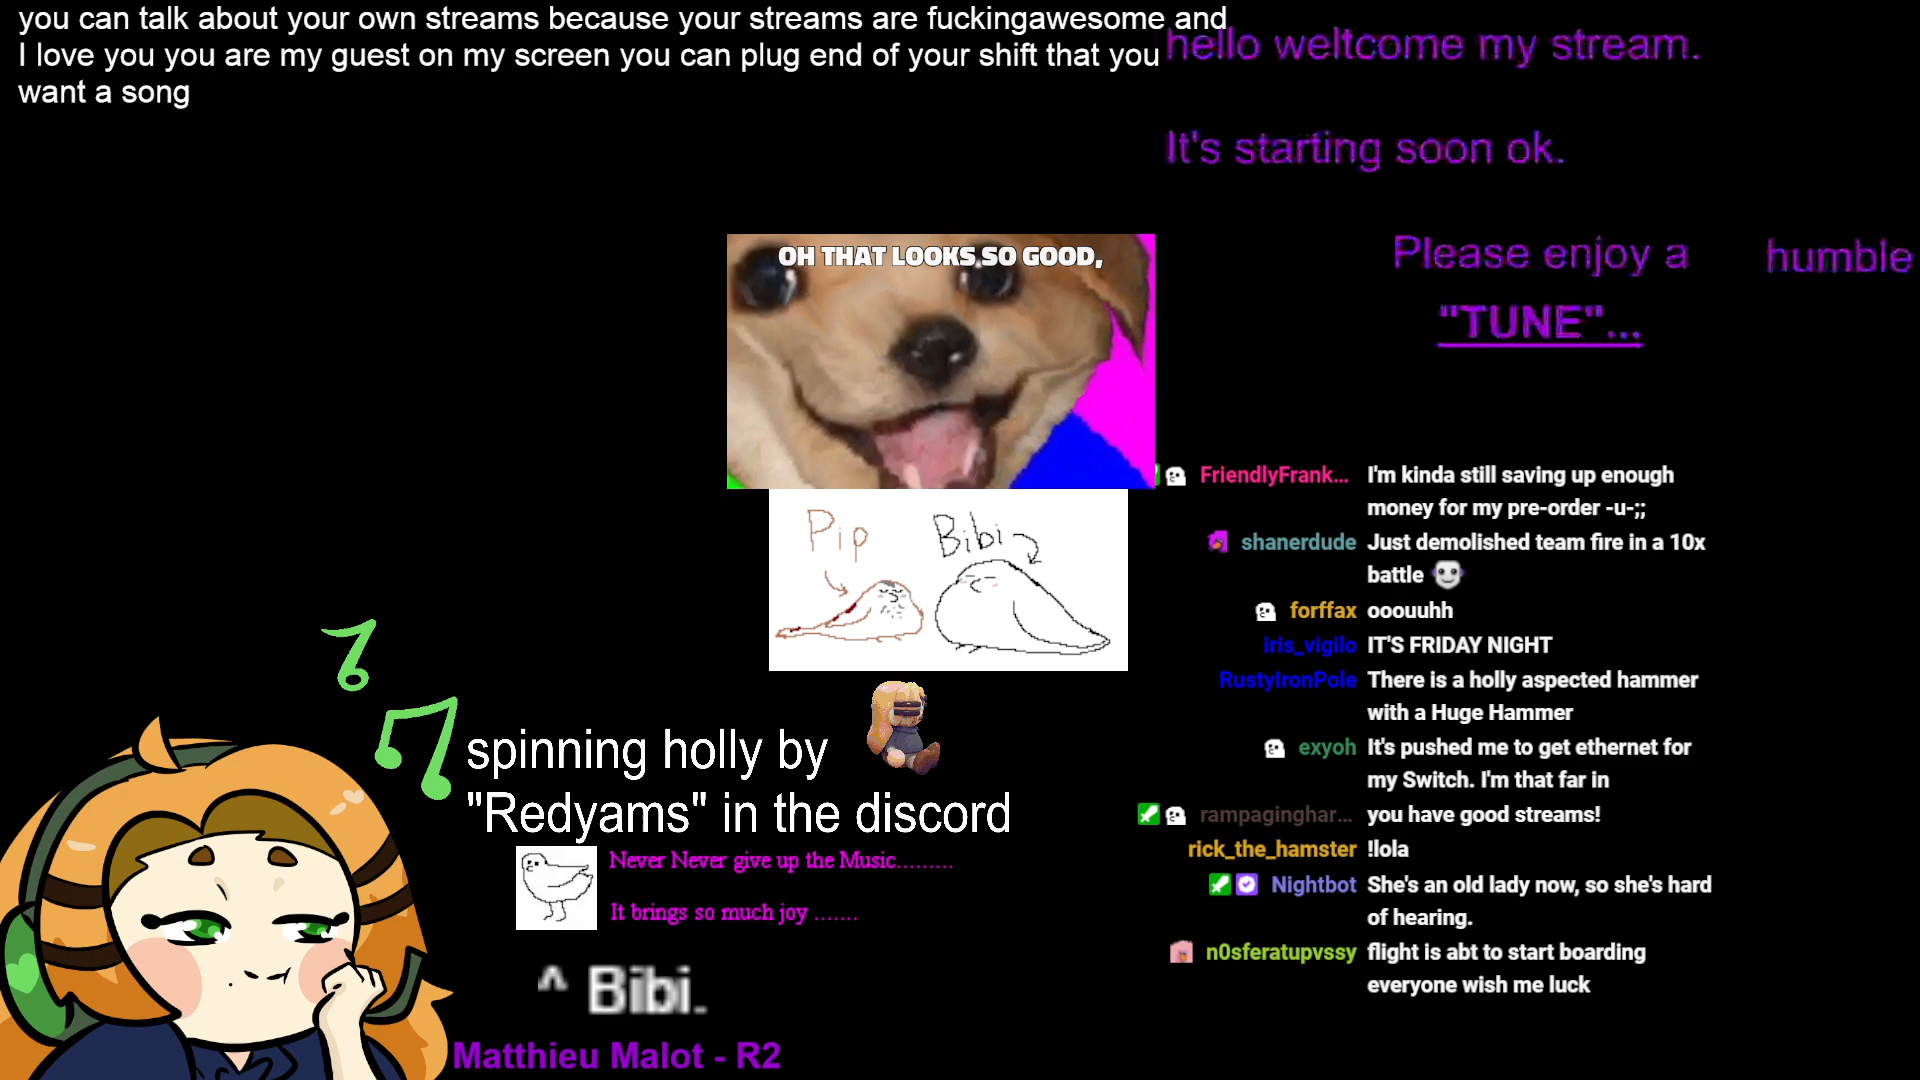 you can talk about your own streams because your streams are fuckingawesome and
I love you you are my guest on my screen you can plug end of your shift that you
want a song
hello weltcome my stream.
It's starting soon ok.
Please enjoy a humble
"TUNE"...
OH THAT LOOKS SO GOOD,
Pip
Bibi
FriendlyFrank... I'm kinda still saving up enough
money for my pre-order -u-;;
shanerdude Just demolished team fire in a 10x
battle
forffax ooouuhh
iris_vigilo IT'S FRIDAY NIGHT
RustyIronPole There is a holly aspected hammer
with a Huge Hammer
exyoh It's pushed me to get ethernet for
my Switch. I'm that far in
rampaginghar... you have good streams!
rick_the_hamster !lola
Nightbot She's an old lady now, so she's hard
of hearing.
n0sferatupvssy flight is abt to start boarding
everyone wish me luck
spinning holly by
"Redyams" in the discord
Never Never give up the Music.........
It brings so much joy .......
^ Bibi.
Matthieu Malot - R2